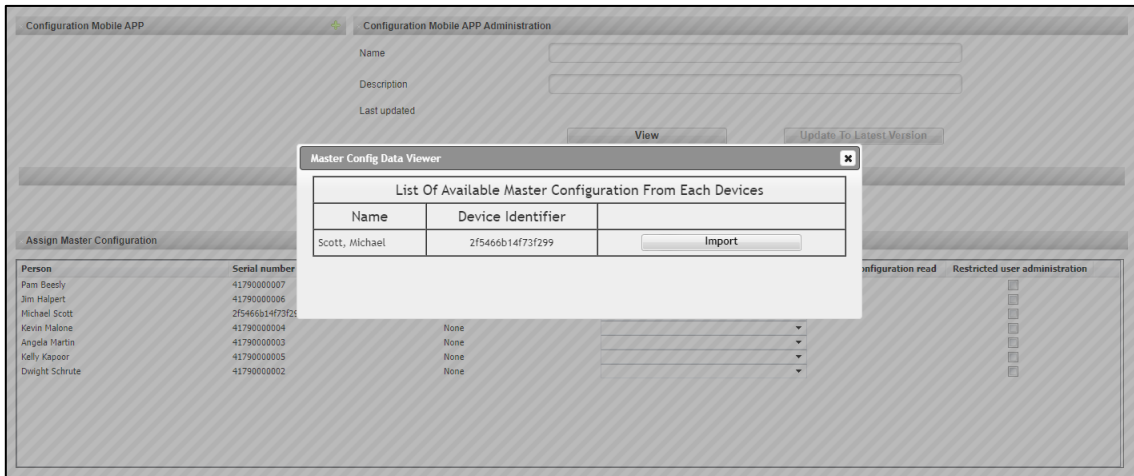 Configuration Mobile APP
Configuration Mobile APP Administration
Name
Description
Last updated
View
Update To Latest Version
Master Config Data Viewer
List Of Available Master Configuration From Each Devices
Name Device Identifier
Scott, Michael 2f5466b14f73f299 Import
Assign Master Configuration
Person Serial number onfiguration read Restricted user administration
Pam Beesly 41790000007
Jim Halpert 41790000006
Michael Scott 2f5466b14f73f29
Kevin Malone 41790000004 None
Angela Martin 41790000003 None
Kelly Kapoor 41790000005 None
Dwight Schrute 41790000002 None